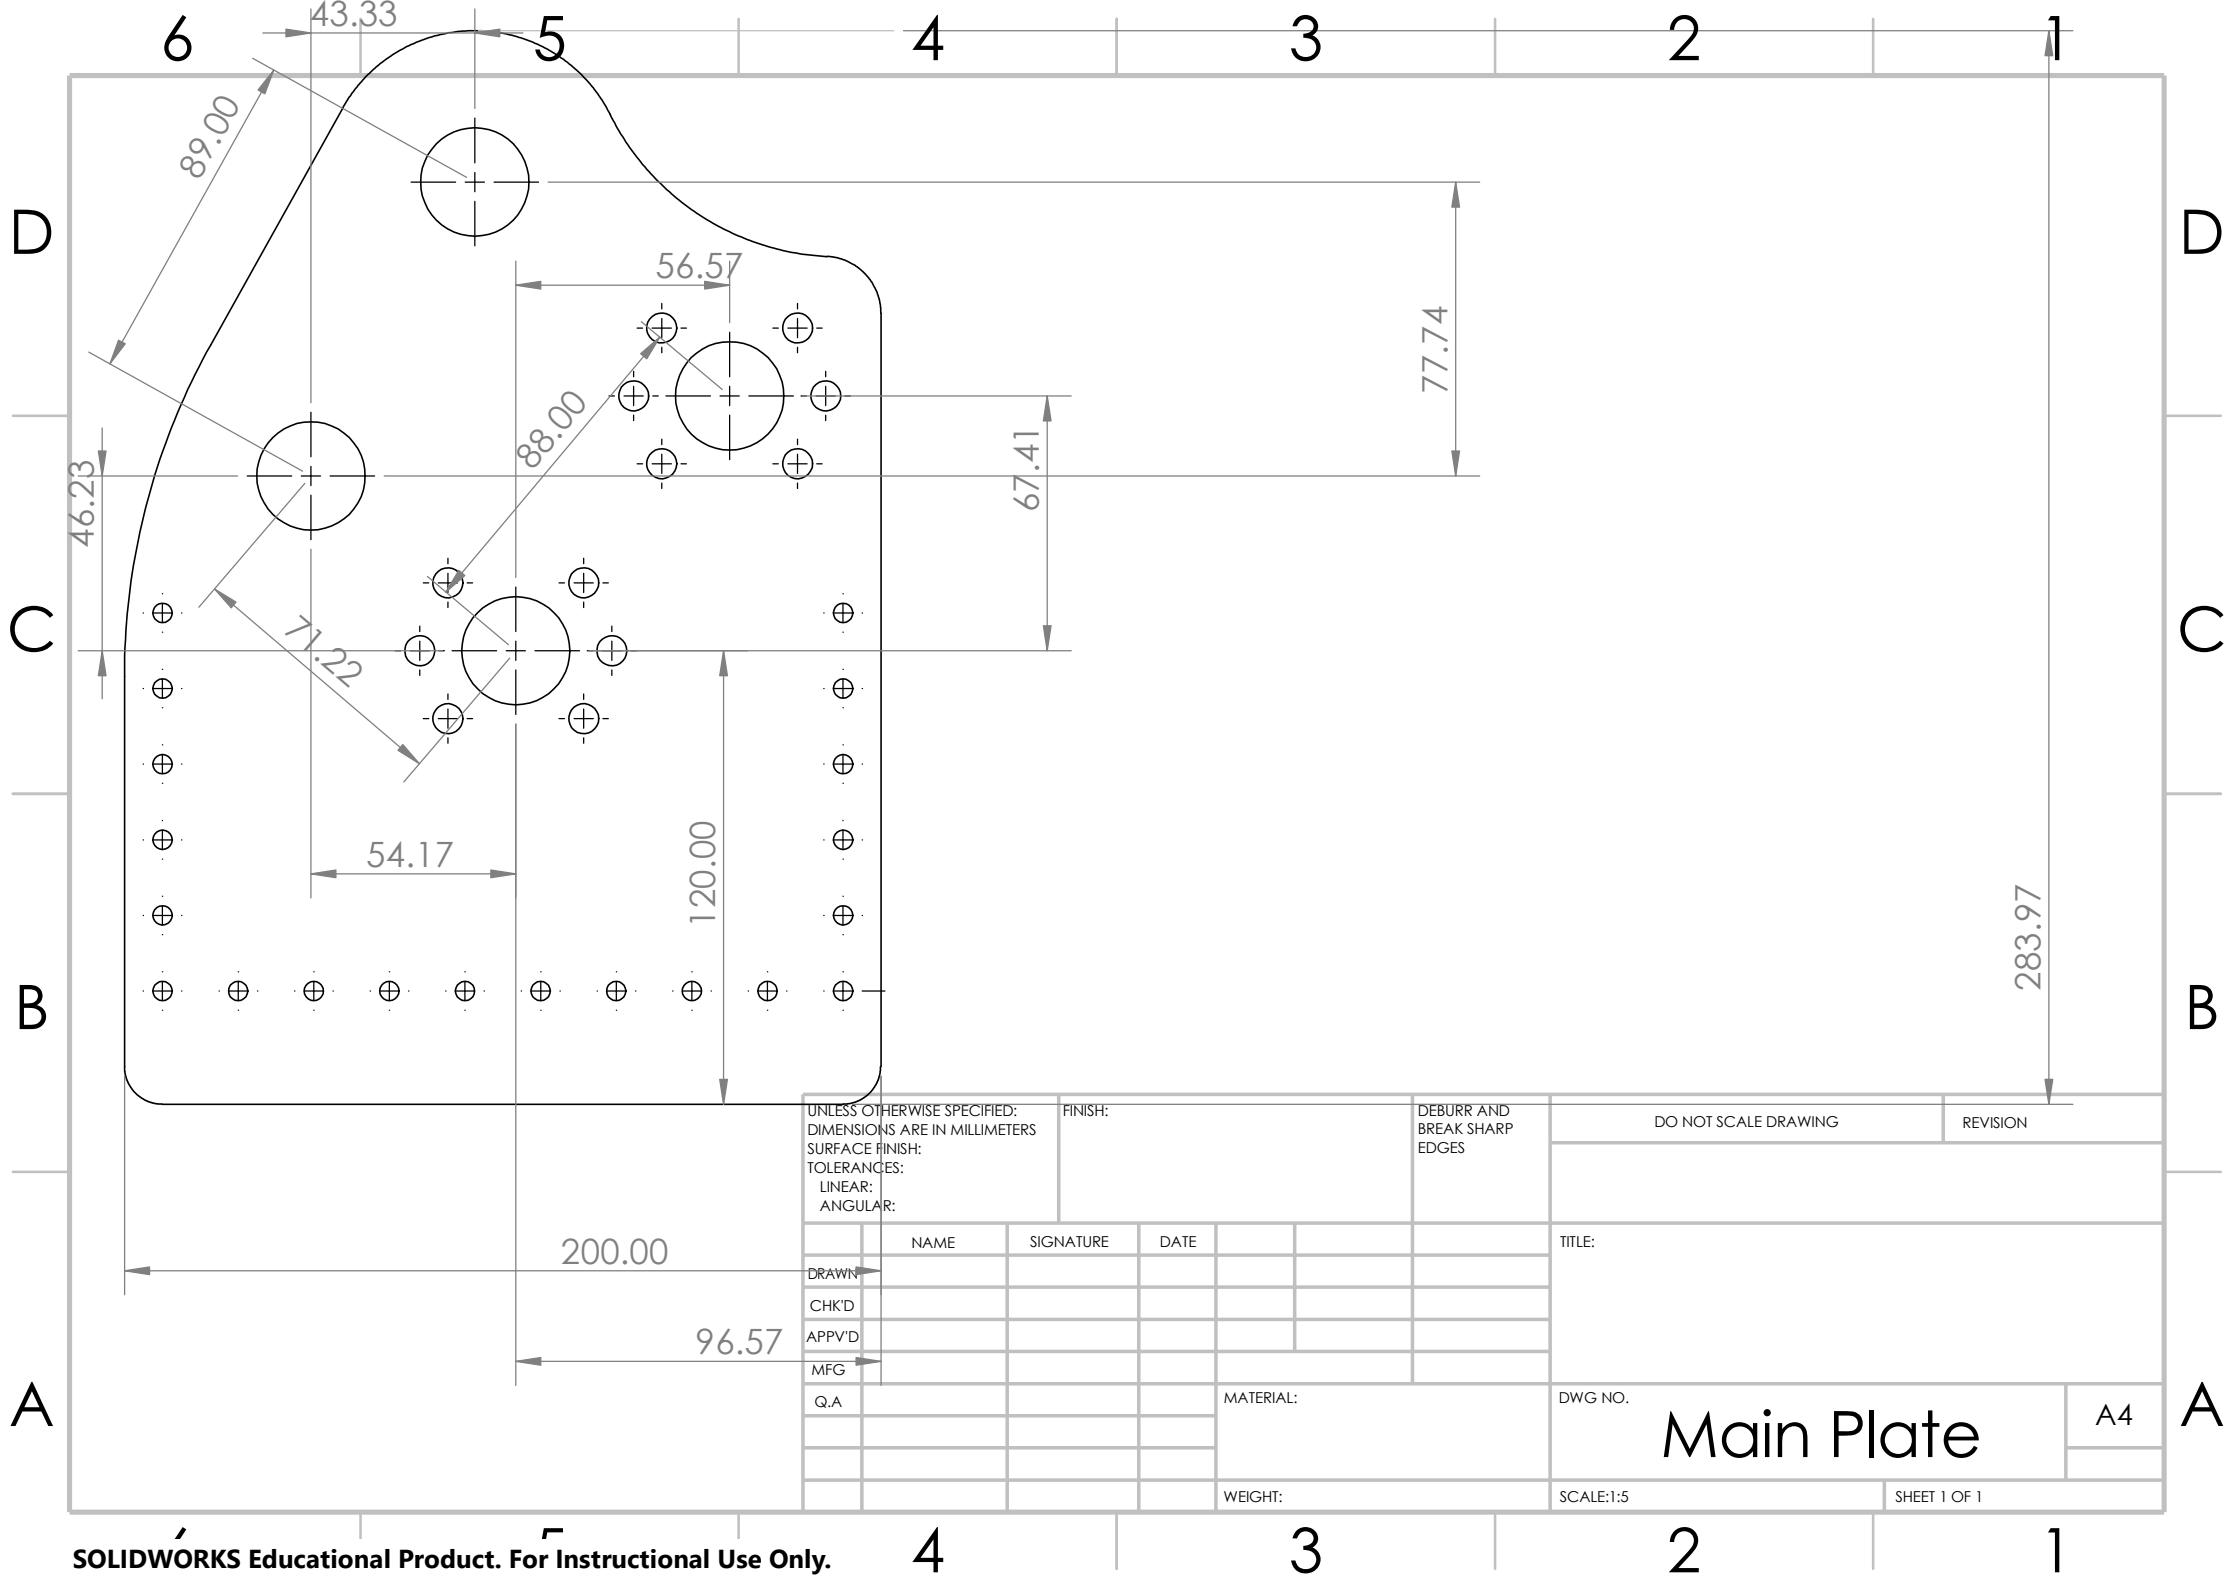 43.33
6 5 4 3 2 1
89.00
D D
56.57
77.74
88.00
67.41
46.23
C C
71.22
54.17
120.00
283.97
B B
UNLESS OTHERWISE SPECIFIED:
DIMENSIONS ARE IN MILLIMETERS
SURFACE FINISH:
TOLERANCES:
LINEAR:
ANGULAR:
FINISH:
DEBURR AND
BREAK SHARP
EDGES
DO NOT SCALE DRAWING
REVISION
200.00
96.57
NAME SIGNATURE DATE
TITLE:
DRAWN
CHK'D
APPV'D
MFG
Q.A
MATERIAL:
DWG NO.
Main Plate
A4
A A
WEIGHT:
SCALE:1:5
SHEET 1 OF 1
4 3 2 1
SOLIDWORKS Educational Product. For Instructional Use Only.